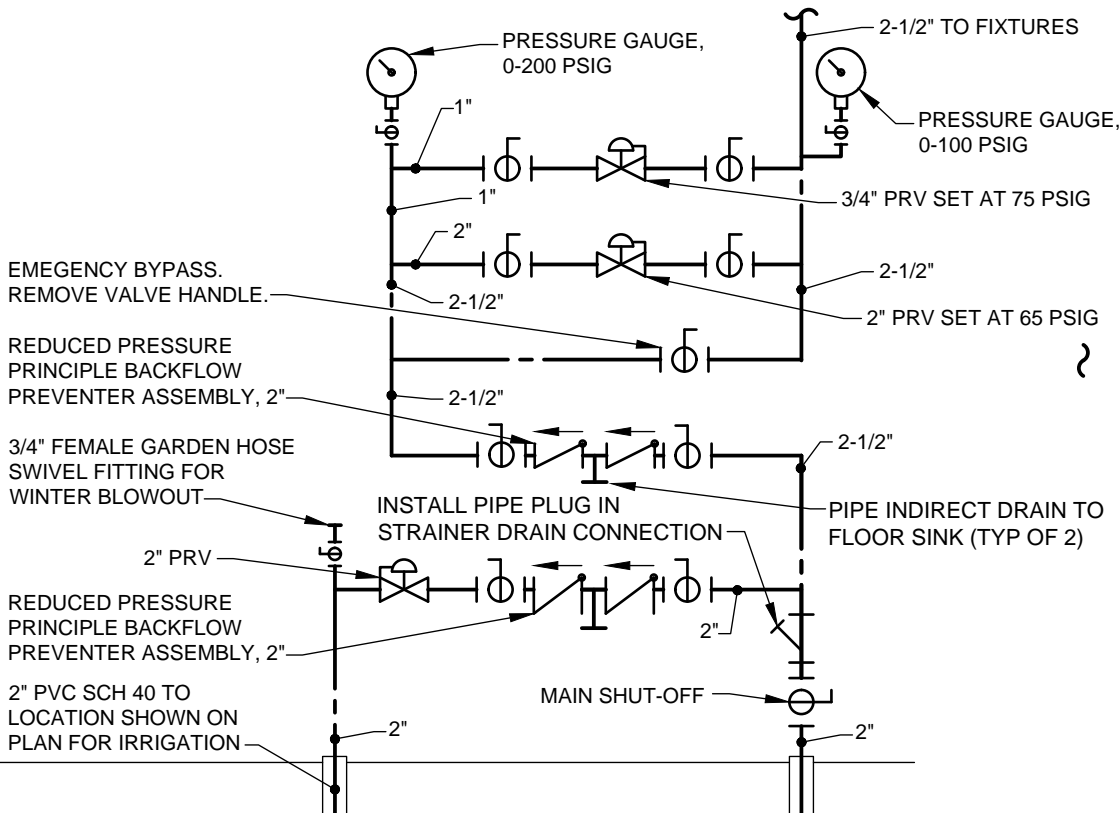 2-1/2" TO FIXTURES
PRESSURE GAUGE,
0-200 PSIG
1"
PRESSURE GAUGE,
0-100 PSIG
1"
3/4" PRV SET AT 75 PSIG
2"
EMEGENCY BYPASS.
REMOVE VALVE HANDLE.
2-1/2"
2-1/2"
2" PRV SET AT 65 PSIG
REDUCED PRESSURE
PRINCIPLE BACKFLOW
PREVENTER ASSEMBLY, 2"
2-1/2"
3/4" FEMALE GARDEN HOSE
SWIVEL FITTING FOR
WINTER BLOWOUT
2-1/2"
INSTALL PIPE PLUG IN
STRAINER DRAIN CONNECTION
PIPE INDIRECT DRAIN TO
FLOOR SINK (TYP OF 2)
2" PRV
REDUCED PRESSURE
PRINCIPLE BACKFLOW
PREVENTER ASSEMBLY, 2"
2"
2" PVC SCH 40 TO
LOCATION SHOWN ON
PLAN FOR IRRIGATION
MAIN SHUT-OFF
2"
2"